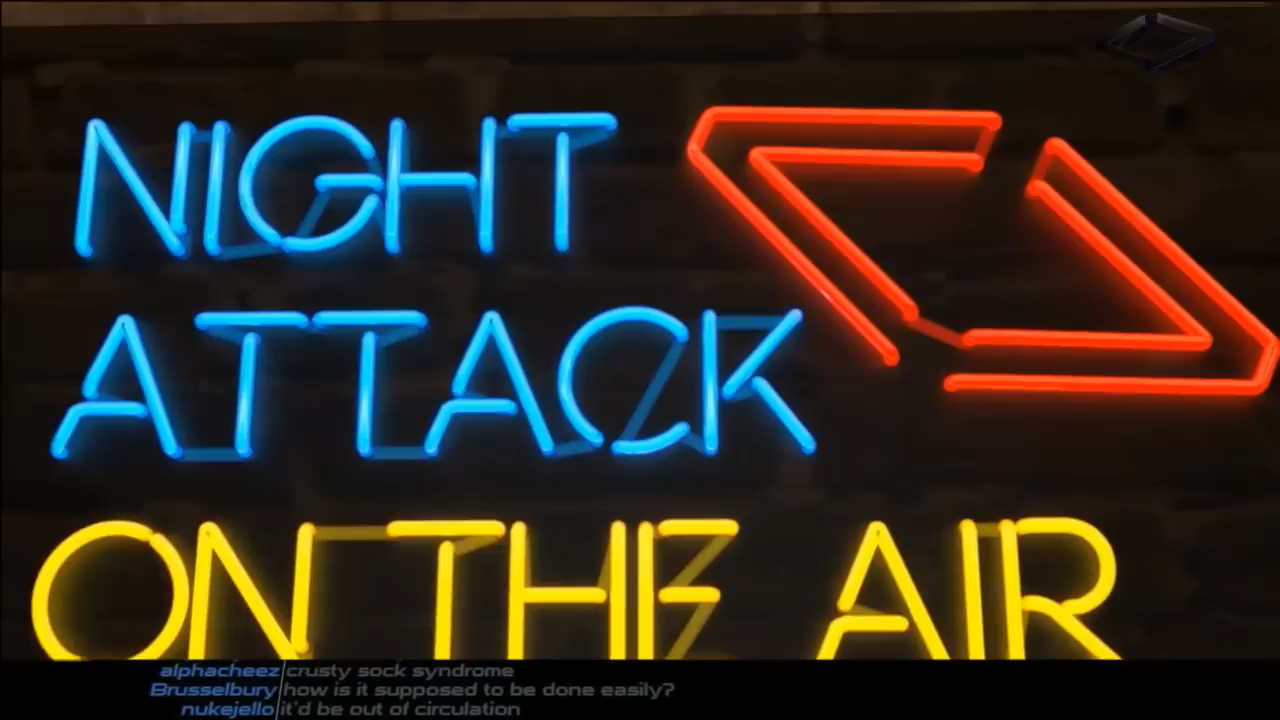 NIGHT
ATTACK
ON THE AIR
alphacheez crusty sock syndrome
Brusselbury how is it supposed to be done easily?
nukejello it'd be out of circulation